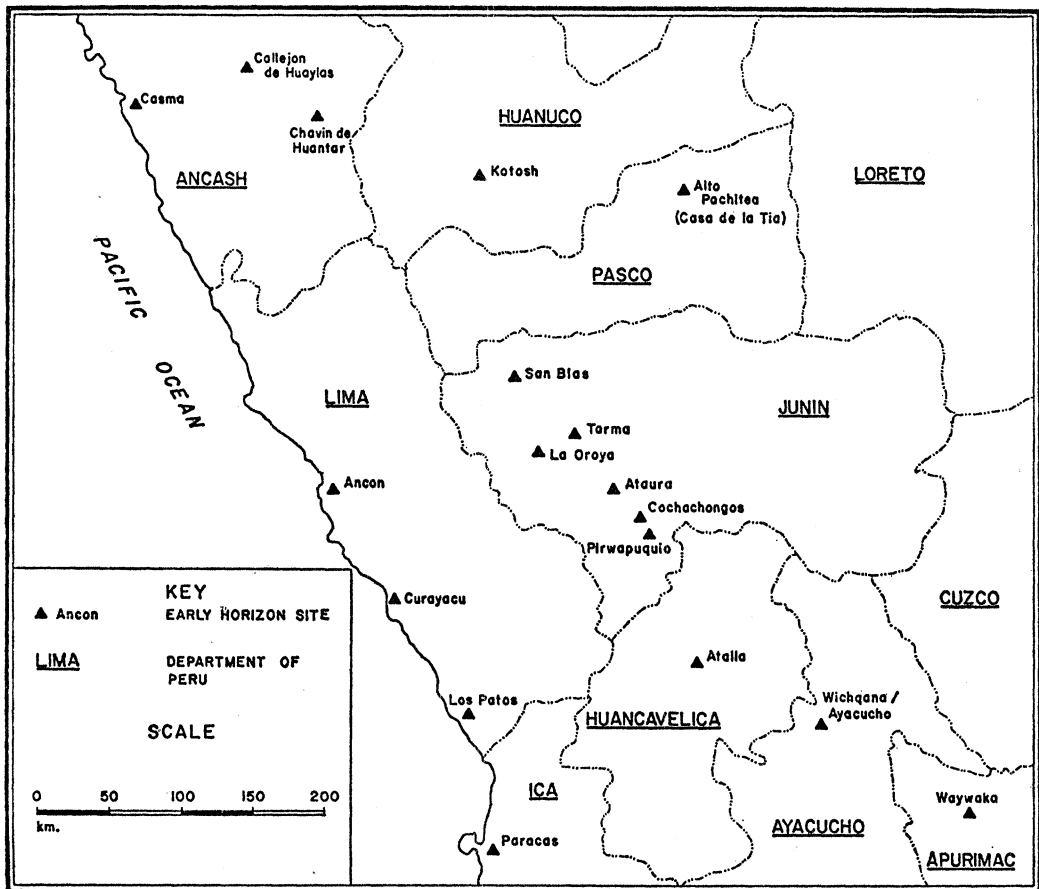 Callejon
de Huaylas
Casma
Chavin de
Huantar
HUANUCO
ANCASH
Kotosh
Alto
Pachitea
(Casa de la Tia)
LORETO
PACIFIC
OCEAN
PASCO
San Blas
LIMA
JUNIN
Tarma
La Oroya
Ancon
Ataura
Cochachongos
Pirwapuquio
Curayacu
CUZCO
Atalla
Los Patos
HUANCAVELICA
Wichqana/
Ayacucho
ICA
AYACUCHO
Waywaka
Paracas
APURIMAC
KEY
Ancon EARLY HORIZON SITE
LIMA DEPARTMENT OF
PERU
SCALE
0 50 100 150 200
km.